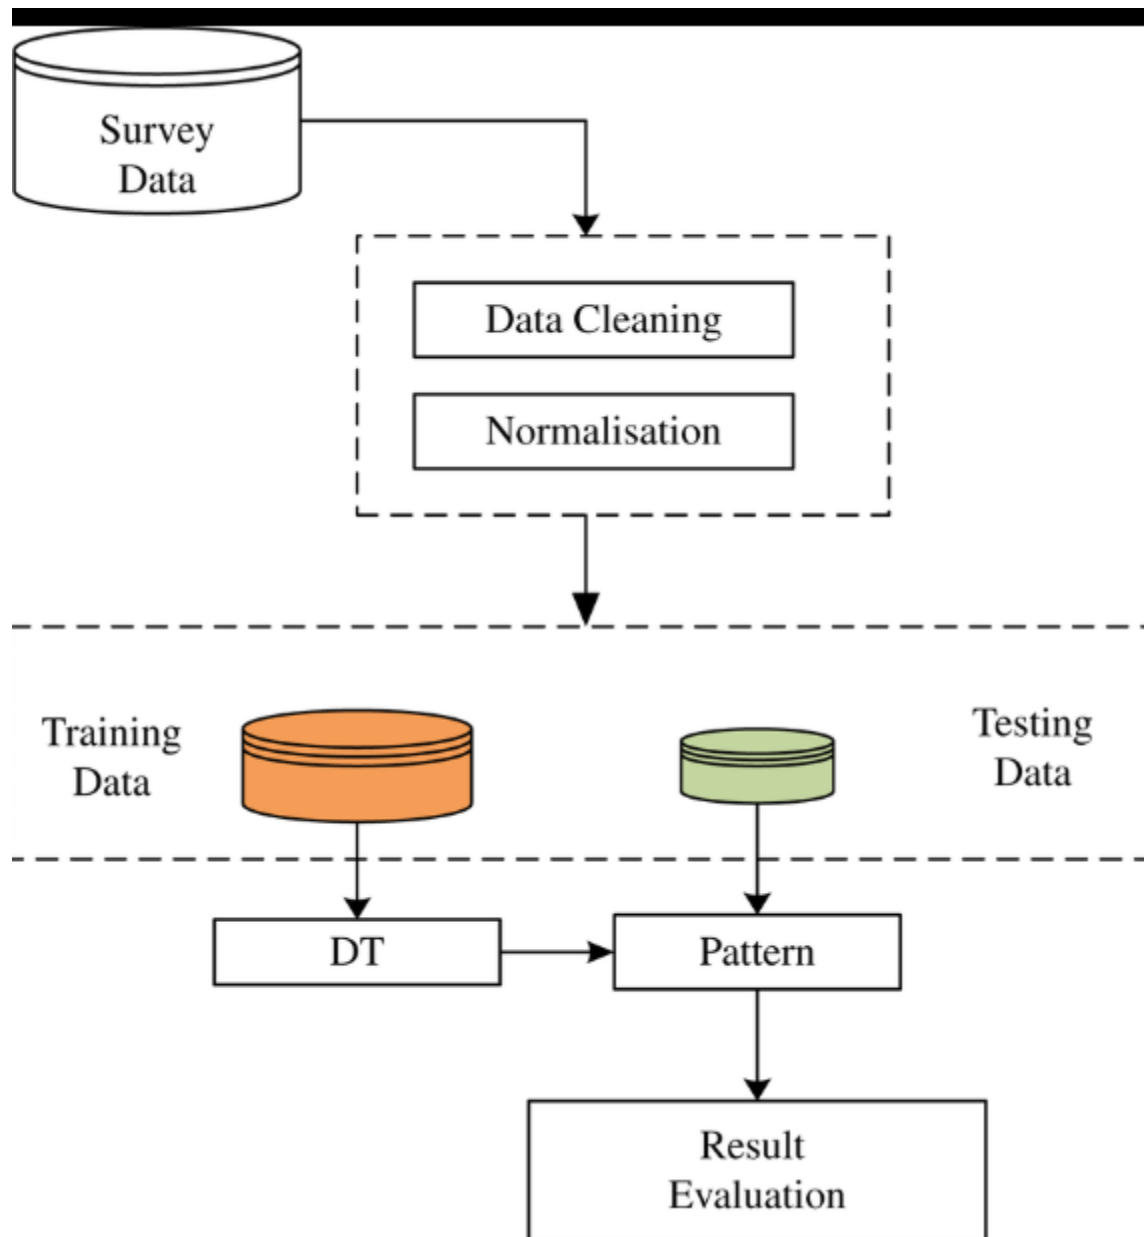 Survey
Data
Data Cleaning
Normalisation
Training
Data
Testing
Data
DT
Pattern
Result
Evaluation